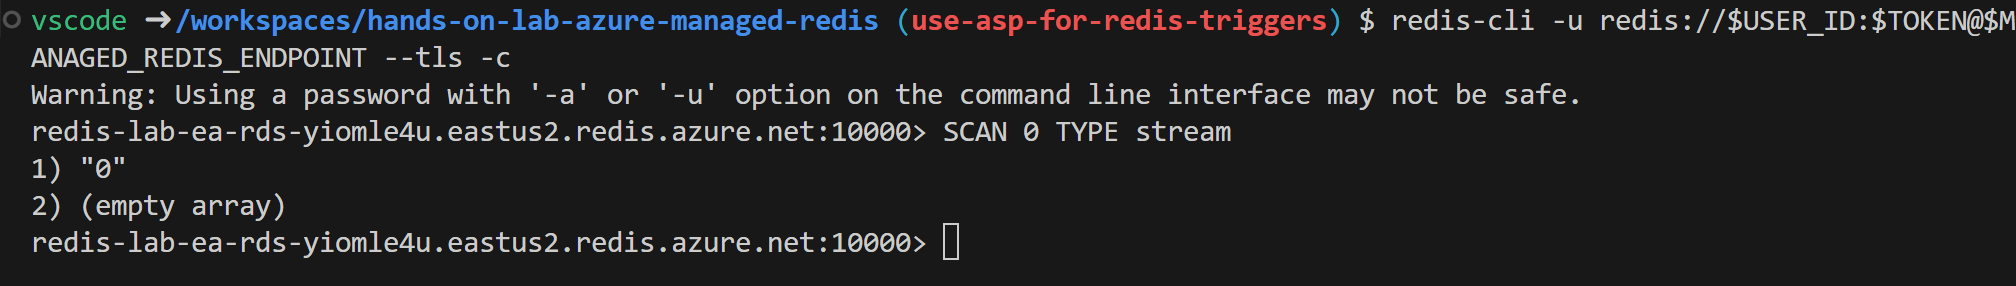 vscode ➜/workspaces/hands-on-lab-azure-managed-redis (use-asp-for-redis-triggers) $ redis-cli -u redis://$USER_ID:$TOKEN@$M
ANAGED_REDIS_ENDPOINT --tls -c
Warning: Using a password with '-a' or '-u' option on the command line interface may not be safe.
redis-lab-ea-rds-yiomle4u.eastus2.redis.azure.net:10000> SCAN 0 TYPE stream
1) "0"
2) (empty array)
redis-lab-ea-rds-yiomle4u.eastus2.redis.azure.net:10000>